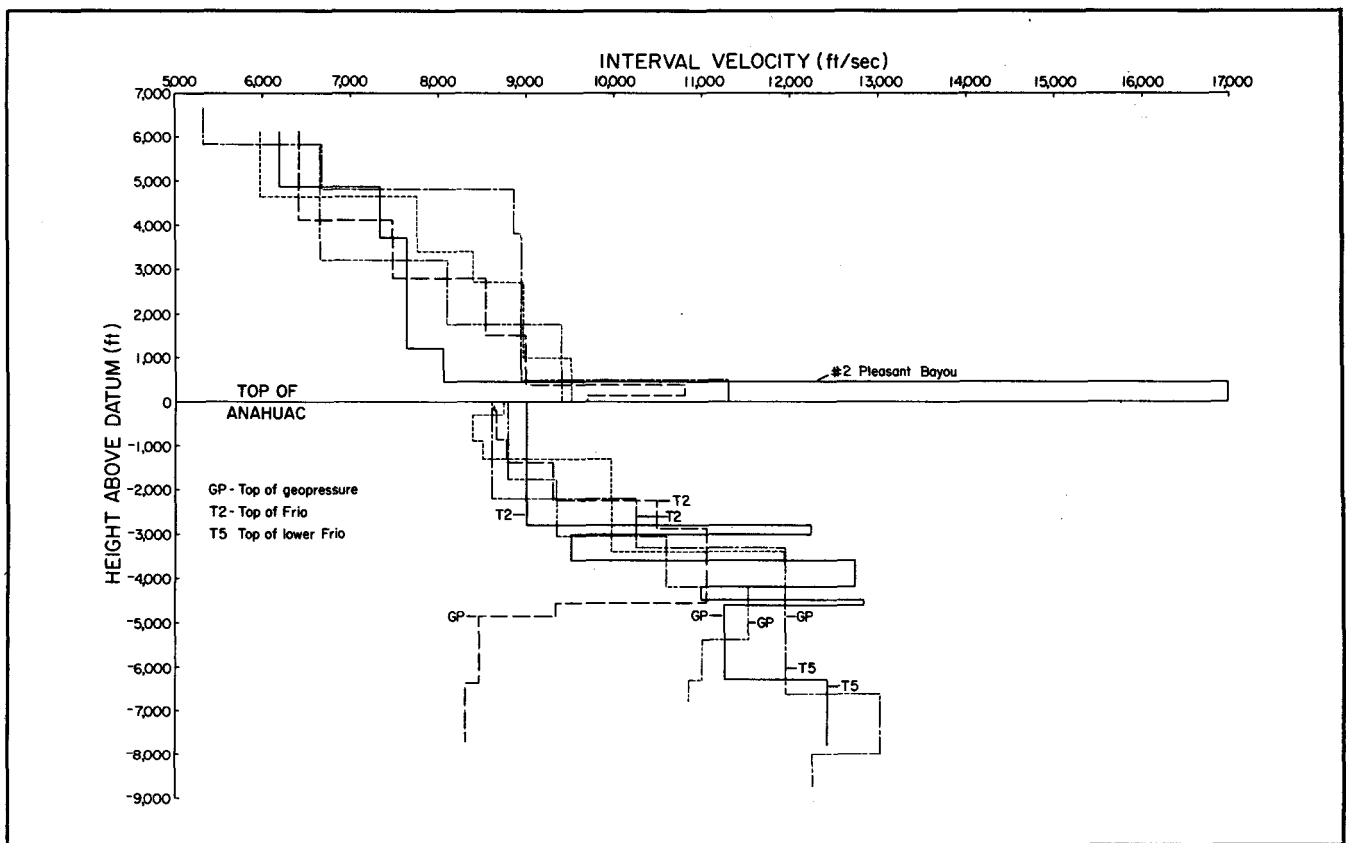 INTERVAL VELOCITY (ft/sec)
5000 6,000 7,000 8,000 9,000 10,000 11,000 12,000 13,000 14,000 15,000 16,000 17,000
HEIGHT ABOVE DATUM (ft)
7,000
6,000
5,000
4,000
3,000
2,000
1,000
0
-1,000
-2,000
-3,000
-4,000
-5,000
-6,000
-7,000
-8,000
-9,000
#2 Pleasant Bayou
TOP OF
ANAHUAC
GP - Top of geopressure
T2 - Top of Frio
T5 Top of lower Frio
T2
T2
T2
GP
GP
GP
GP
T5
T5